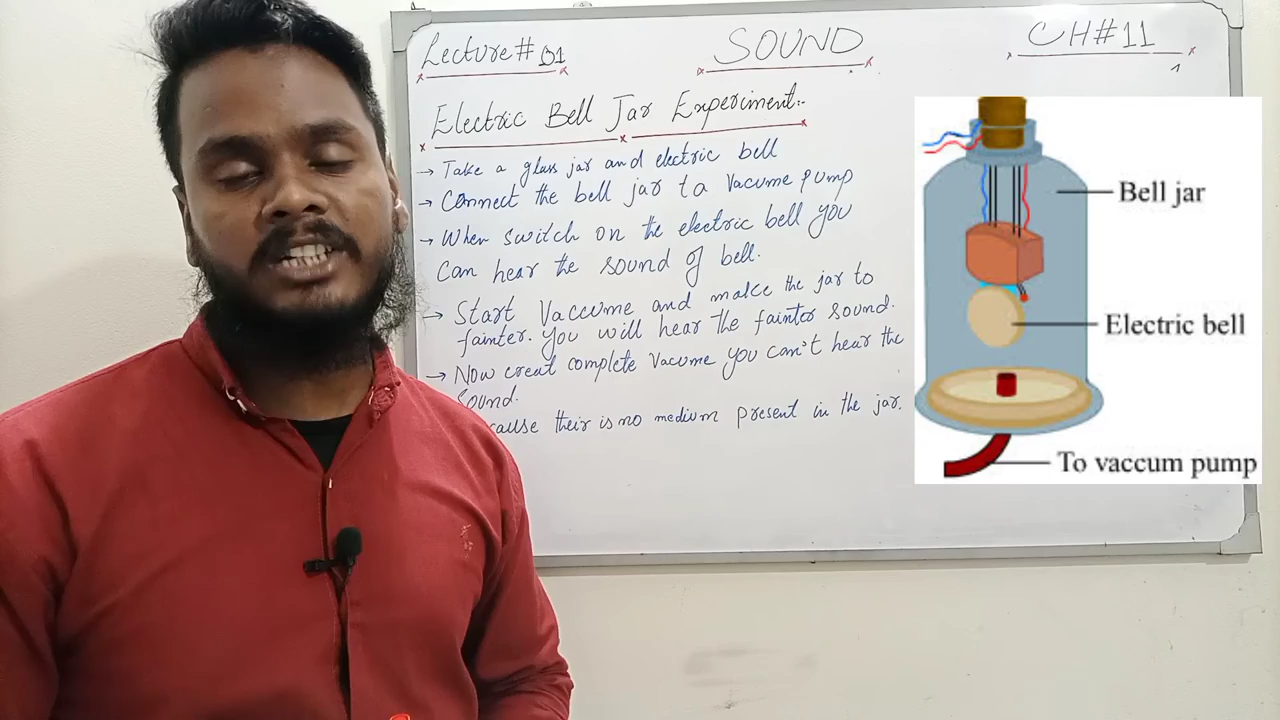 Lecture# 01
SOUND
CH#11
1
Electric Bell Jar Experiment:-
→ Take a glass jar and electric bell
→ Connect the bell jar to Vacume pump
→ When switch on the electric bell you
can hear the sound of bell.
→ Start Vaccume and make the jar to
fainter. You will hear the fainter sound.
→ Now creat complete Vacume you can't hear the
sound.
cause their is no medium present in the jar.
Bell jar
Electric bell
To vaccum pump